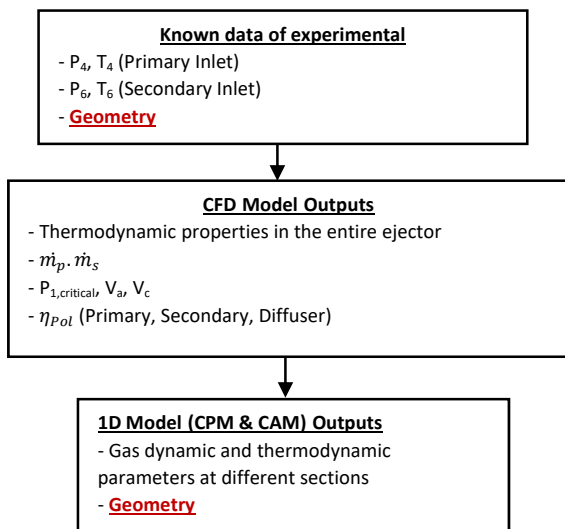 Known data of experimental
- P₄, T₄ (Primary Inlet)
- P₆, T₆ (Secondary Inlet)
- Geometry
CFD Model Outputs
- Thermodynamic properties in the entire ejector
- ṁₚ. ṁₛ
- P1,critical, Va, Vc
- ηPol (Primary, Secondary, Diffuser)
1D Model (CPM & CAM) Outputs
- Gas dynamic and thermodynamic
parameters at different sections
- Geometry